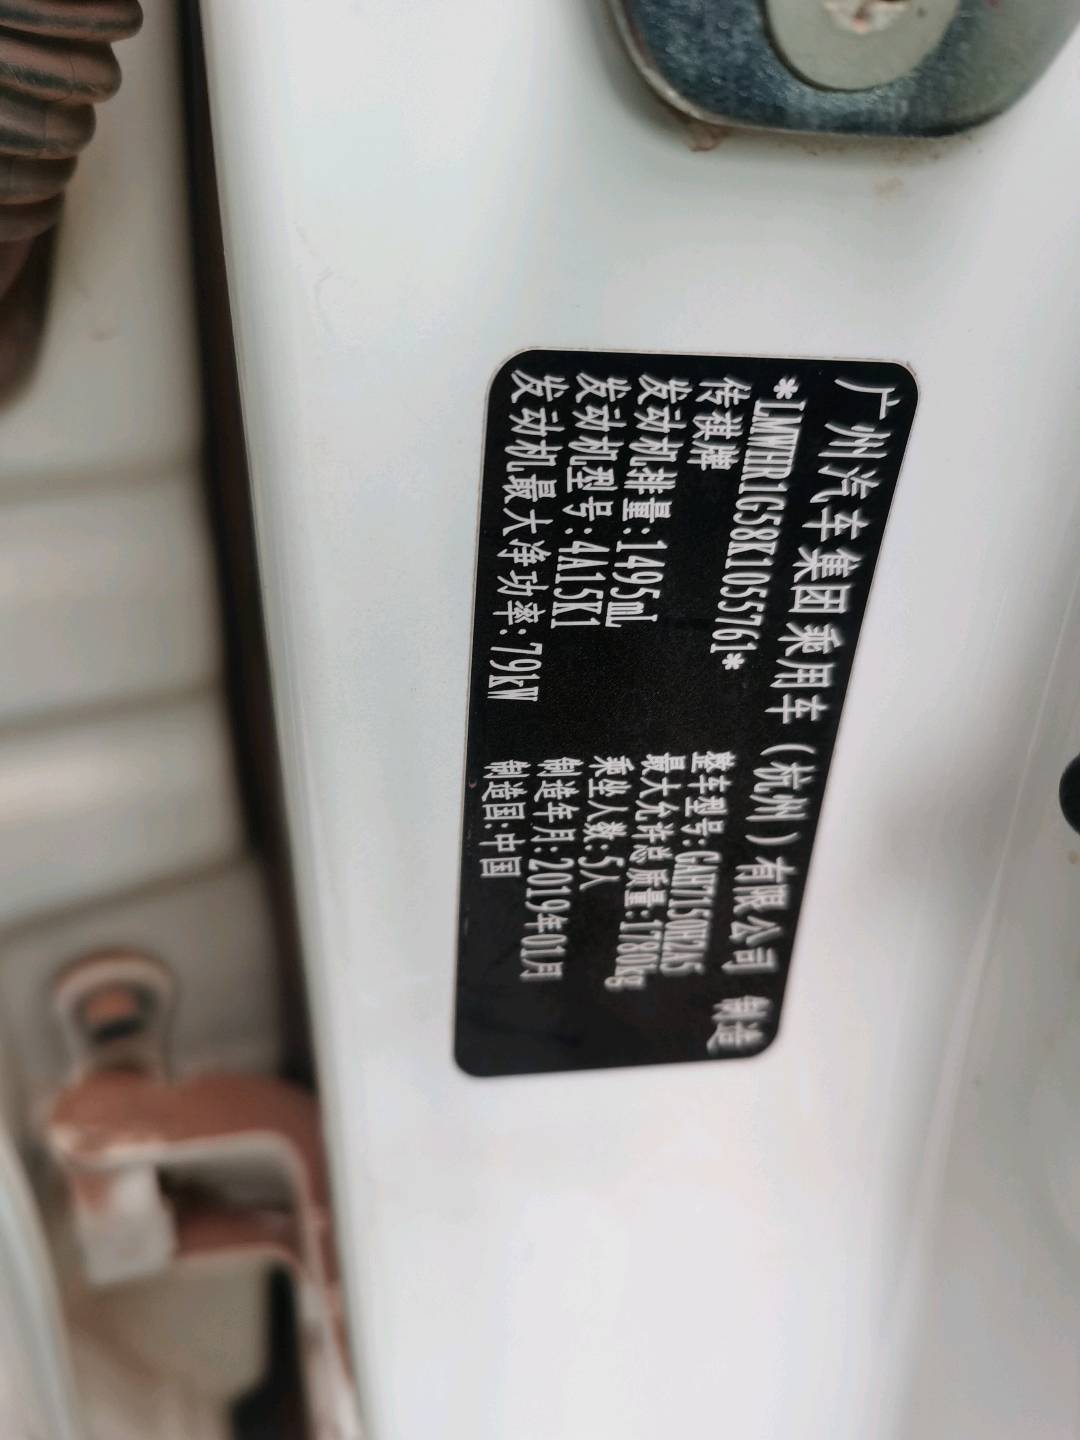 广州汽车集团乘用车(杭州)有限公司 制造
*LMWHR1G58K1055761*
传祺牌
发动机排量:1495mL
发动机型号:4A15K1
发动机最大净功率:79kW
整车型号:GAH7150H2A5
最大允许总质量:1780kg
乘坐人数:5人
制造年月:2019年01月
制造国:中国